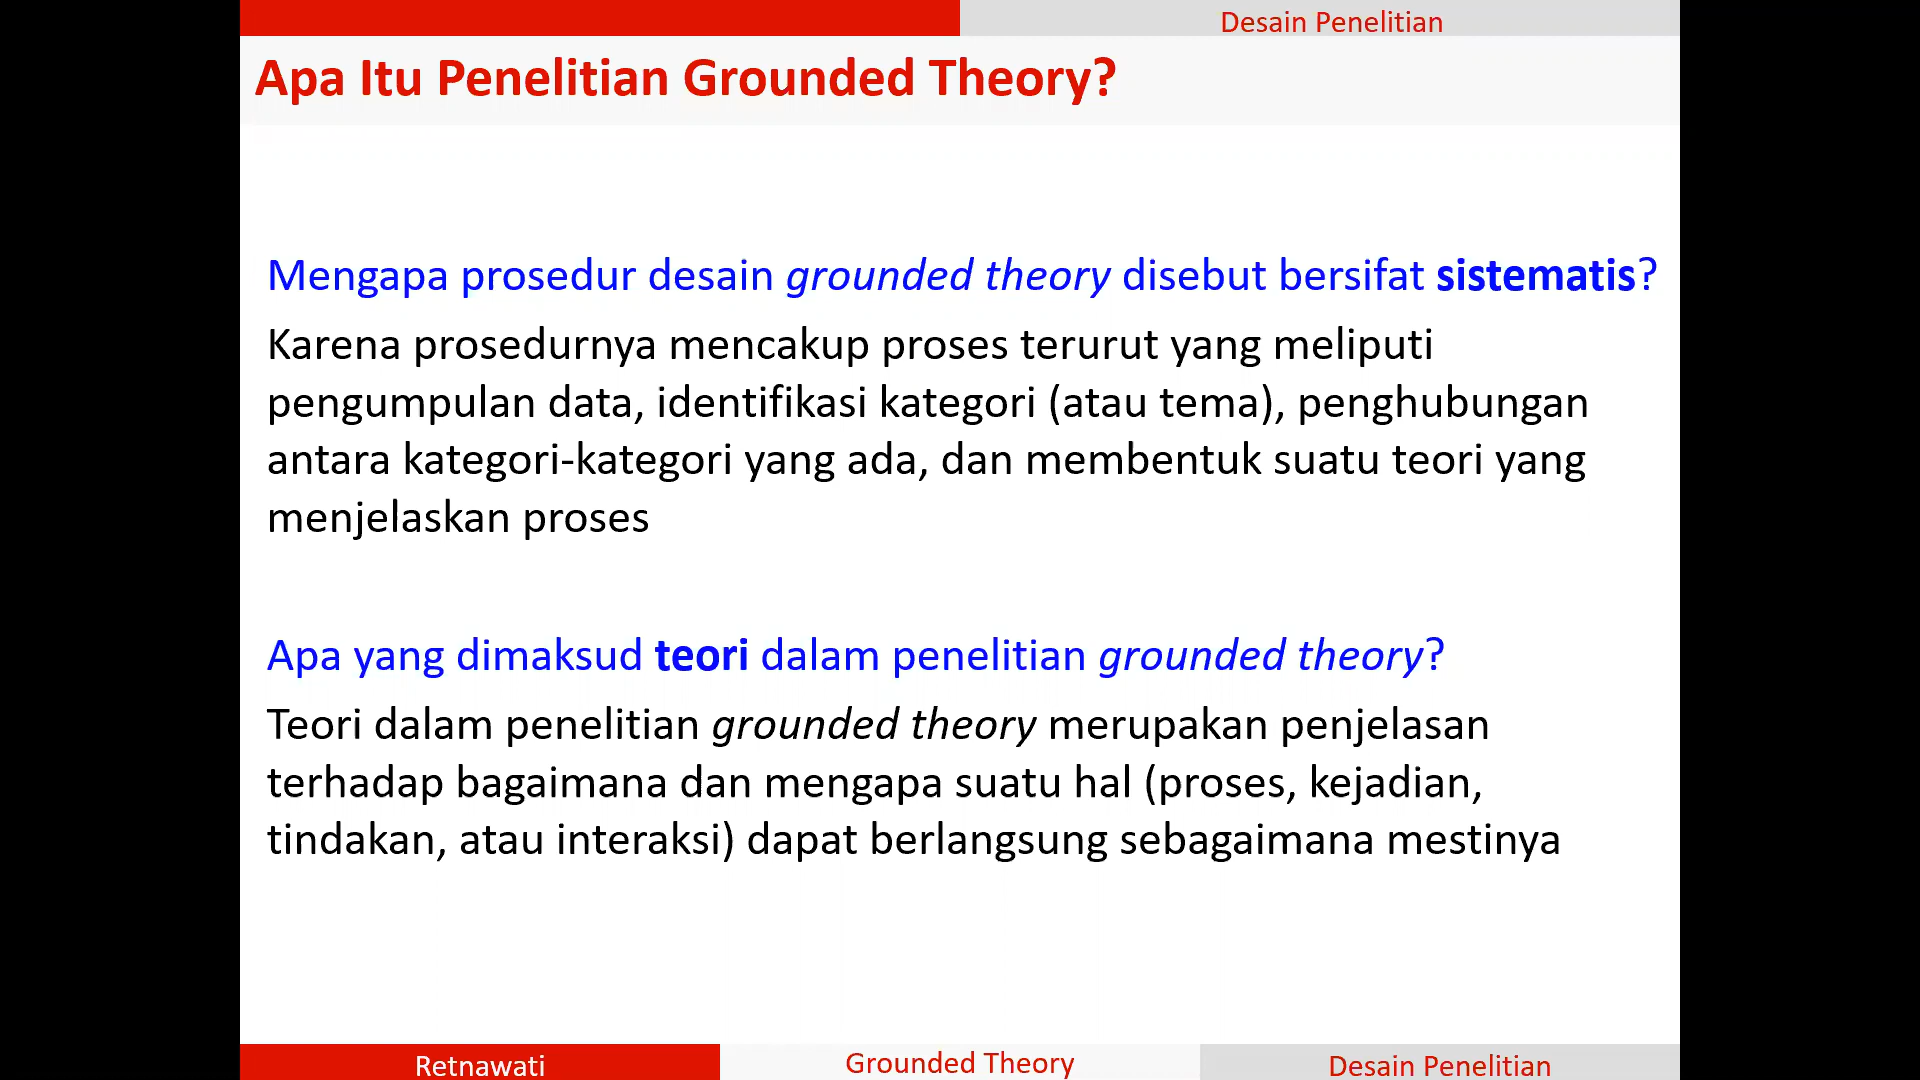 Desain Penelitian
Apa Itu Penelitian Grounded Theory?
Mengapa prosedur desain grounded theory disebut bersifat sistematis?
Karena prosedurnya mencakup proses terurut yang meliputi
pengumpulan data, identifikasi kategori (atau tema), penghubungan
antara kategori-kategori yang ada, dan membentuk suatu teori yang
menjelaskan proses
Apa yang dimaksud teori dalam penelitian grounded theory?
Teori dalam penelitian grounded theory merupakan penjelasan
terhadap bagaimana dan mengapa suatu hal (proses, kejadian,
tindakan, atau interaksi) dapat berlangsung sebagaimana mestinya
Retnawati
Grounded Theory
Desain Penelitian